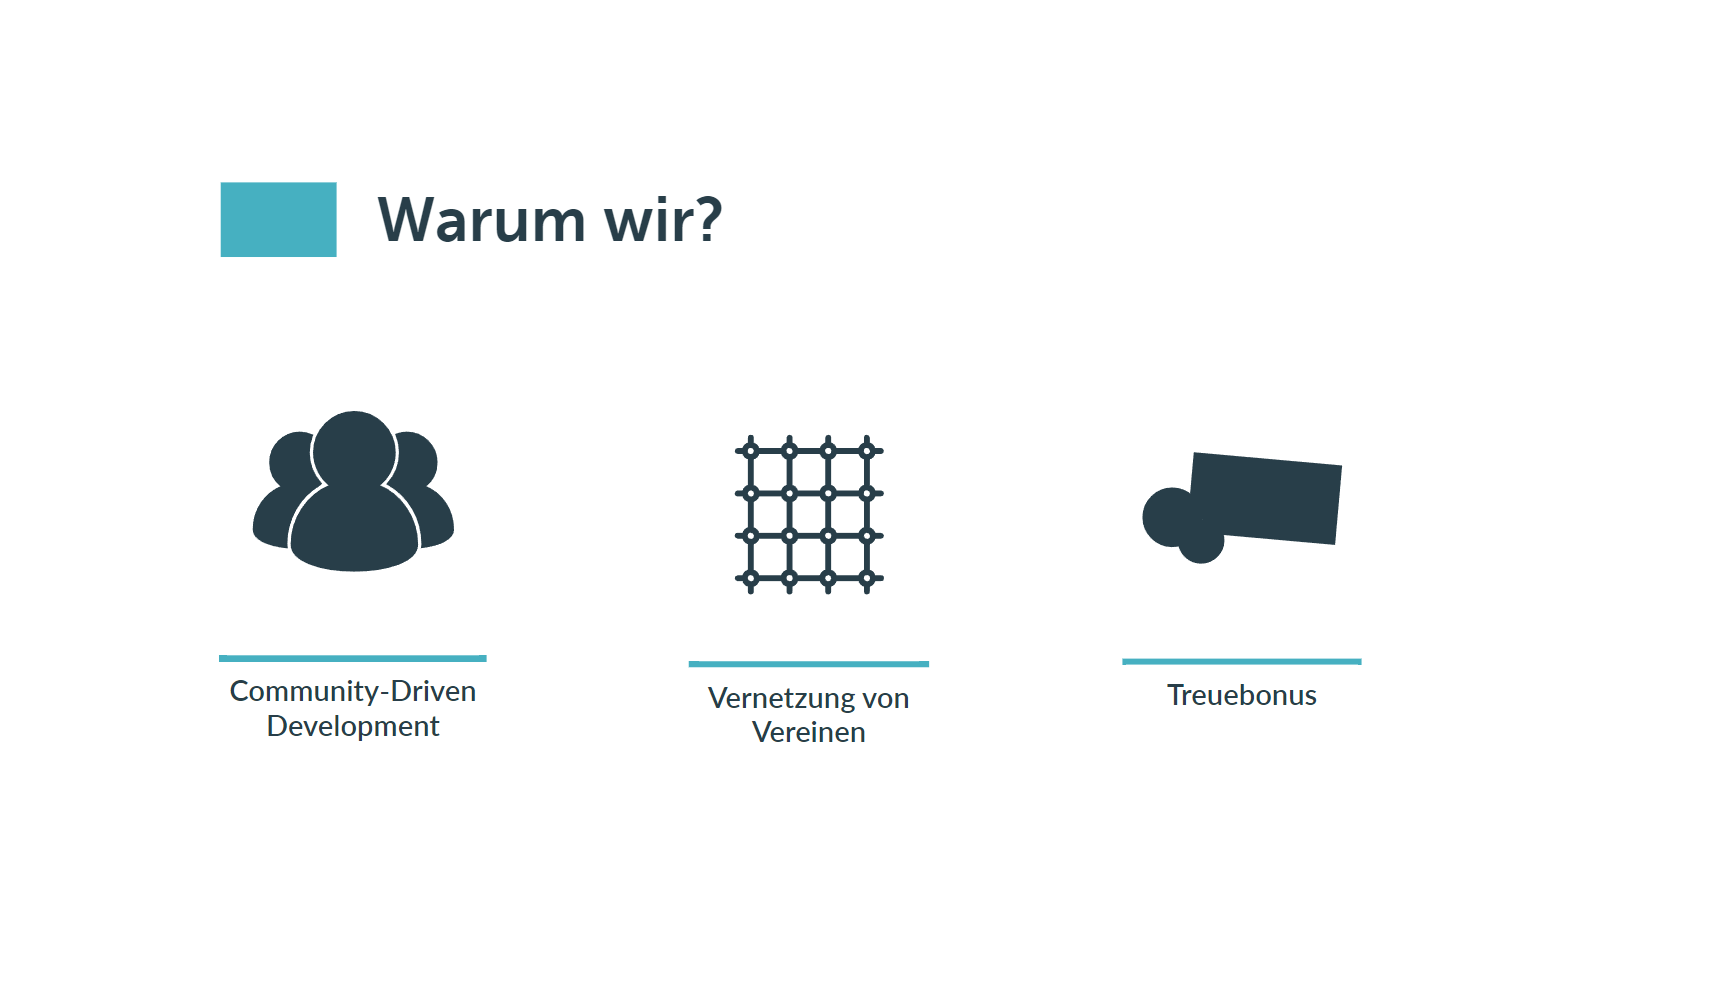 Warum wir?
Community-Driven
Development
Vernetzung von
Vereinen
Treuebonus